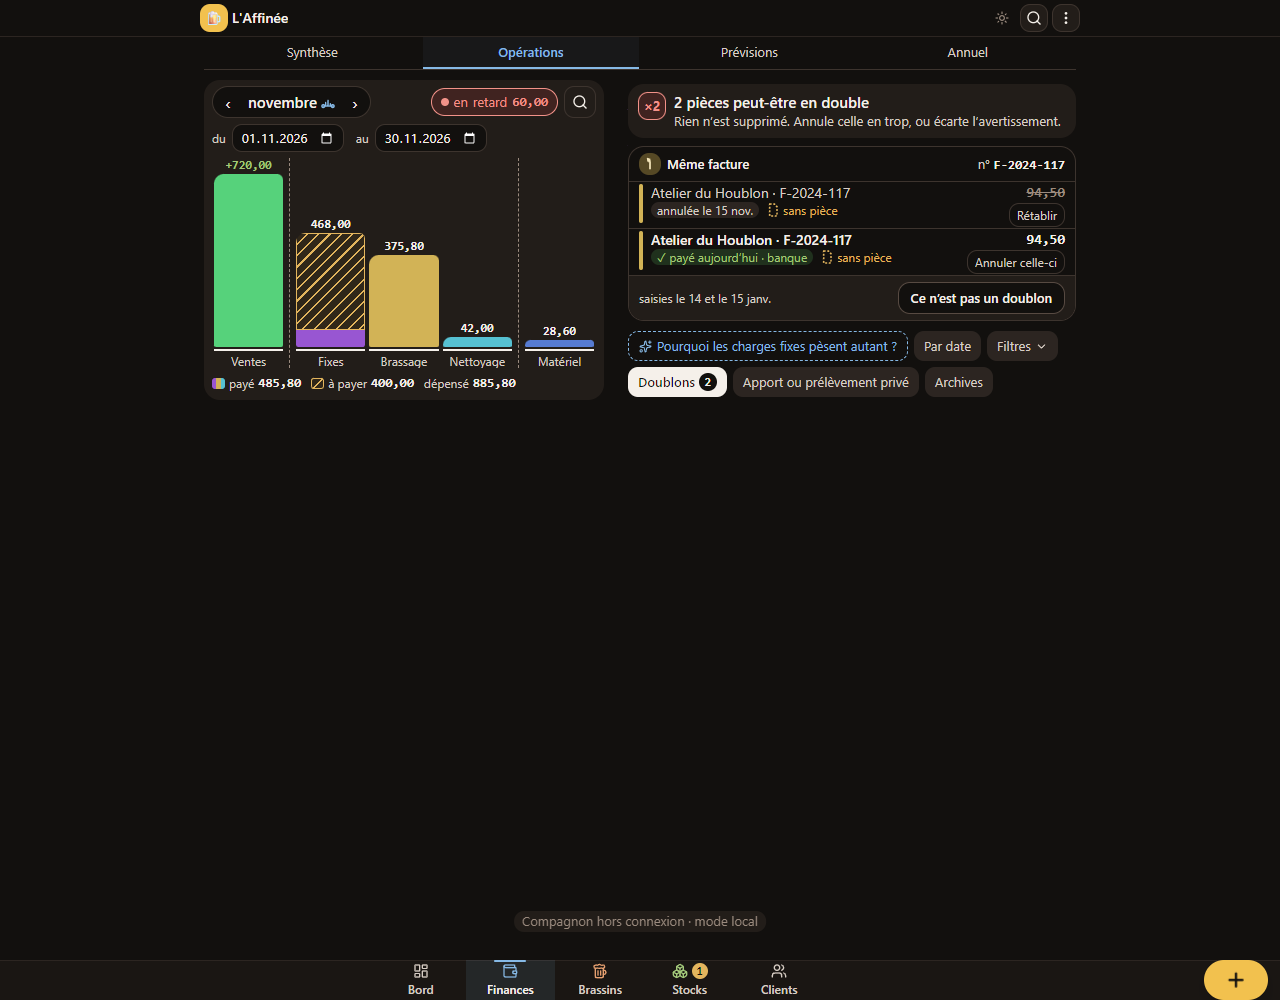 L'Affinée
Synthèse
Opérations
Prévisions
Annuel
‹ novembre ›
en retard 60,00
du 01.11.2026 au 30.11.2026
+720,00
468,00
375,80
42,00
28,60
Ventes
Fixes
Brassage
Nettoyage
Matériel
payé 485,80 à payer 400,00 dépensé 885,80
×2
2 pièces peut-être en double
Rien n’est supprimé. Annule celle en trop, ou écarte l’avertissement.
Même facture
n° F-2024-117
Atelier du Houblon · F-2024-117
94,50
annulée le 15 nov.
sans pièce
Rétablir
Atelier du Houblon · F-2024-117
94,50
✓ payé aujourd’hui · banque
sans pièce
Annuler celle-ci
saisies le 14 et le 15 janv.
Ce n’est pas un doublon
Pourquoi les charges fixes pèsent autant ?
Par date
Filtres
Doublons 2
Apport ou prélèvement privé
Archives
Compagnon hors connexion · mode local
Bord
Finances
Brassins
1
Stocks
Clients
+